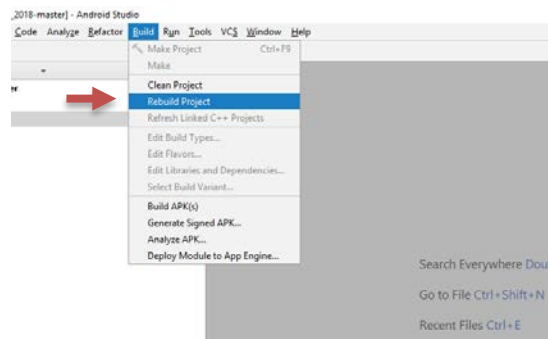 _2018-master] - Android Studio
Code Analyze Refactor Build Run Tools VCS Window Help
Make Project Ctrl+F9
Make
Clean Project
er
Rebuild Project
Refresh Linked C++ Projects
Edit Build Types...
Edit Flavors...
Edit Libraries and Dependencies...
Select Build Variant...
Build APK(s)
Generate Signed APK...
Analyze APK...
Deploy Module to App Engine...
Search Everywhere Dou
Go to File Ctrl+Shift+N
Recent Files Ctrl+E